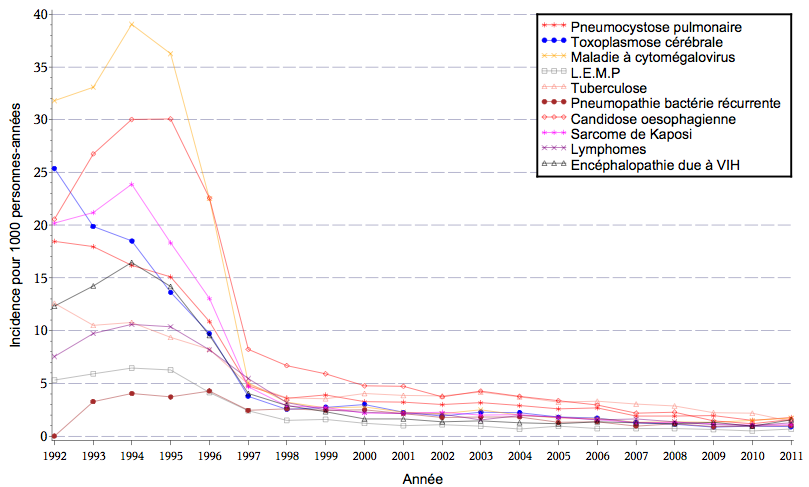 40
35
30
25
20
15
10
5
0
Incidence pour 1000 personnes-années
Pneumocystose pulmonaire
Toxoplasmose cérébrale
Maladie à cytomégalovirus
L.E.M.P
Tuberculose
Pneumopathie bactérie récurrente
Candidose oesophagienne
Sarcome de Kaposi
Lymphomes
Encéphalopathie due à VIH
1992 1993 1994 1995 1996 1997 1998 1999 2000 2001 2002 2003 2004 2005 2006 2007 2008 2009 2010 2011
Année